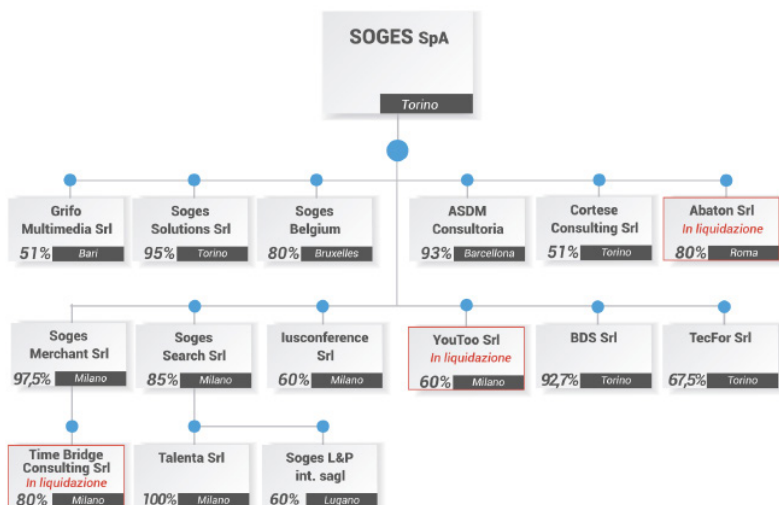 SOGES SpA
Torino
Grifo
Multimedia Srl
51% Bari
Soges
Solutions Srl
95% Torino
Soges
Belgium
80% Bruxelles
ASDM
Consultoria
93% Barcellona
Cortese
Consulting Srl
51% Torino
Abaton Srl
In liquidazione
80% Roma
Soges
Merchant Srl
97,5% Milano
Soges
Search Srl
85% Milano
Iusconference
Srl
60% Milano
YouToo Srl
In liquidazione
60% Milano
BDS Srl
92,7% Torino
TecFor Srl
67,5% Torino
Time Bridge
Consulting Srl
In liquidazione
80% Milano
Talenta Srl
100% Milano
Soges L&P
int. sagl
60% Lugano